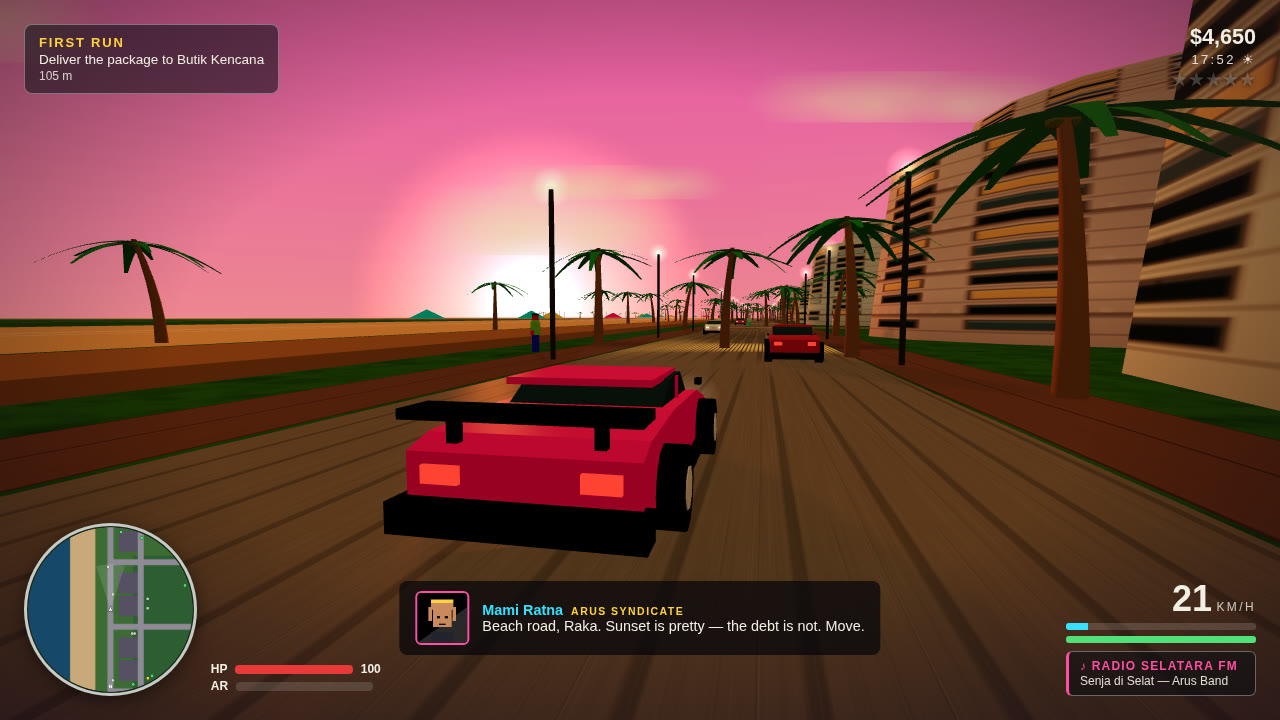 FIRST RUN
Deliver the package to Butik Kencana
105 m
$4,650
17:52 ☀
★★★★★
Mami Ratna ARUS SYNDICATE
Beach road, Raka. Sunset is pretty — the debt is not. Move.
HP 100
AR
21 KM/H
♪ RADIO SELATARA FM
Senja di Selat — Arus Band